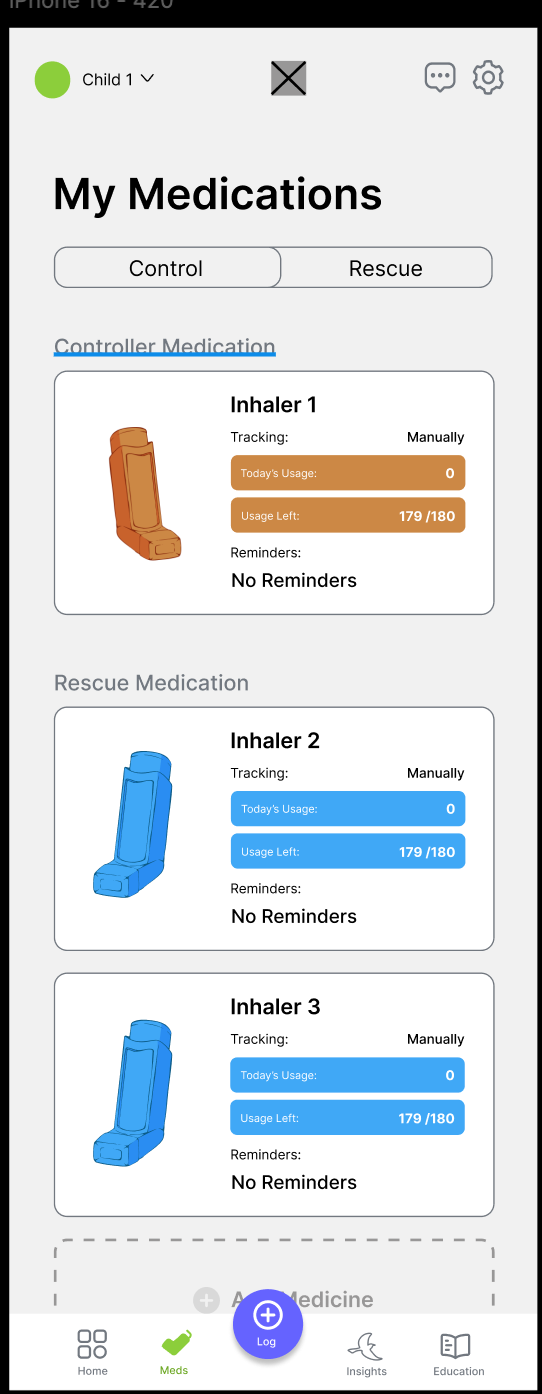 iPhone 16 - 420
Child 1
My Medications
Control Rescue
Controller Medication
Inhaler 1
Tracking: Manually
Today's Usage: 0
Usage Left: 179 /180
Reminders:
No Reminders
Rescue Medication
Inhaler 2
Tracking: Manually
Today's Usage: 0
Usage Left: 179 /180
Reminders:
No Reminders
Inhaler 3
Tracking: Manually
Today's Usage: 0
Usage Left: 179 /180
Reminders:
No Reminders
Add Medicine
Home Meds Log Insights Education